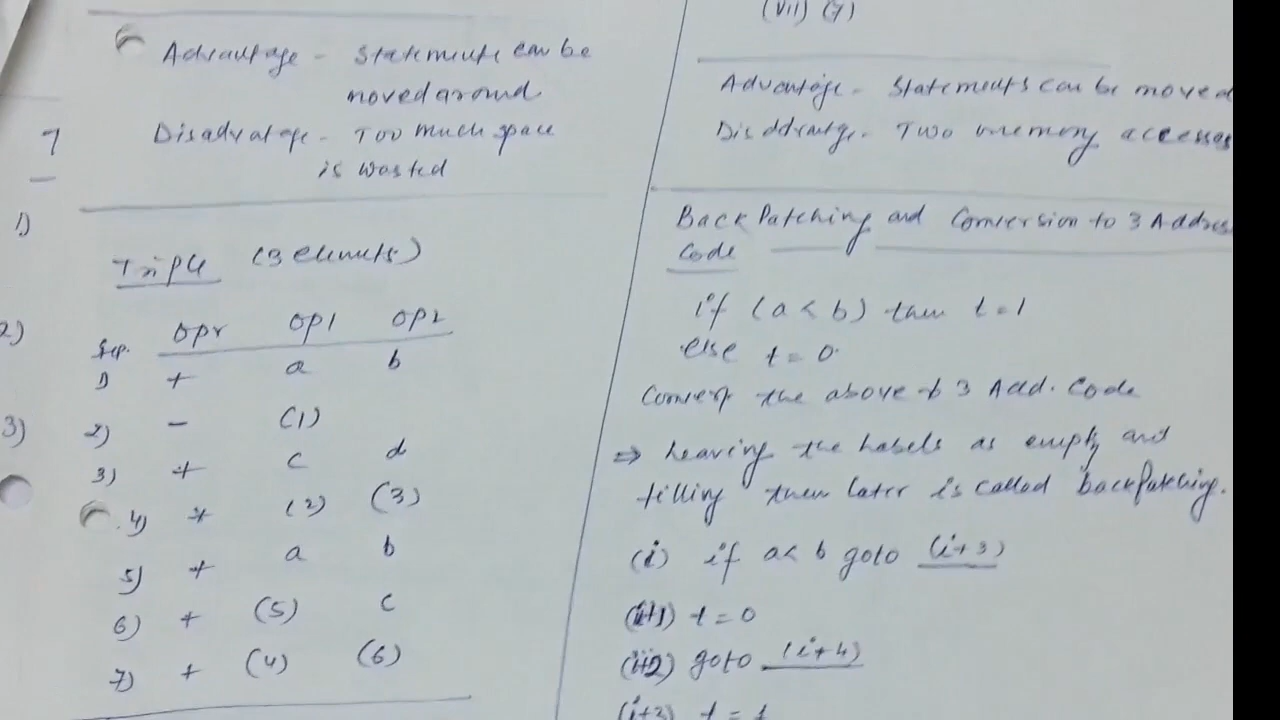 Advantage - Statements can be
moved around
Disadvatage - Too much space
is wasted
7
1)
2)
3)
Triple (3 elements)
opr op1 op2
1) + a b
2) - (1)
3) + c d
4) * (2) (3)
5) + a b
6) + (5) c
7) + (4) (6)
(vii) (7)
Advantage - Statements can be moved
Disddvantge - Two memory accesses
Back Patching and Conversion to 3 Address
Code
if (a < b) then t = 1
else t = 0
Convert the above to 3 Add. Code
⇒ Leaving the Labels as empty and
filling them later is called backpatching.
(i) if a < b goto (i+3)
(i+1) t = 0
(i+2) goto (i+4)
(i+3) t = 1